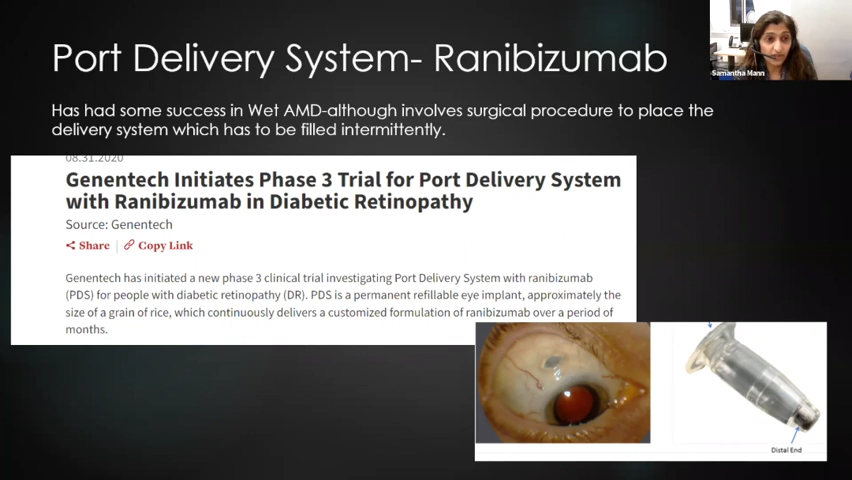 Port Delivery System- Ranibizumab
Samantha Mann
Has had some success in Wet AMD-although involves surgical procedure to place the
delivery system which has to be filled intermittently.
08.31.2020
Genentech Initiates Phase 3 Trial for Port Delivery System
with Ranibizumab in Diabetic Retinopathy
Source: Genentech
Share | Copy Link
Genentech has initiated a new phase 3 clinical trial investigating Port Delivery System with ranibizumab
(PDS) for people with diabetic retinopathy (DR). PDS is a permanent refillable eye implant, approximately the
size of a grain of rice, which continuously delivers a customized formulation of ranibizumab over a period of
months.
Distal End